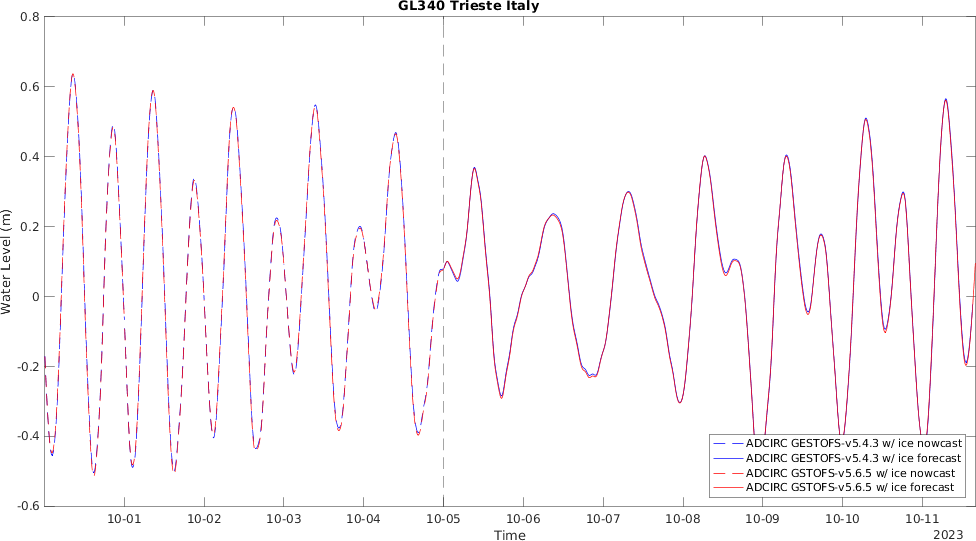 GL340 Trieste Italy
0.8
0.6
0.4
0.2
0
-0.2
-0.4
-0.6
Water Level (m)
ADCIRC GESTOFS-v5.4.3 w/ ice nowcast
ADCIRC GESTOFS-v5.4.3 w/ ice forecast
ADCIRC GSTOFS-v5.6.5 w/ ice nowcast
ADCIRC GSTOFS-v5.6.5 w/ ice forecast
10-01 10-02 10-03 10-04 10-05 10-06 10-07 10-08 10-09 10-10 10-11
Time
2023